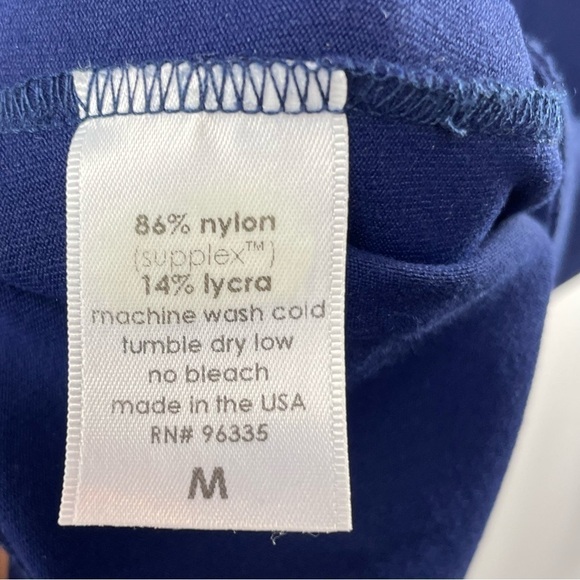 86% nylon
(supplex™)
14% lycra
machine wash cold
tumble dry low
no bleach
made in the USA
RN# 96335
M